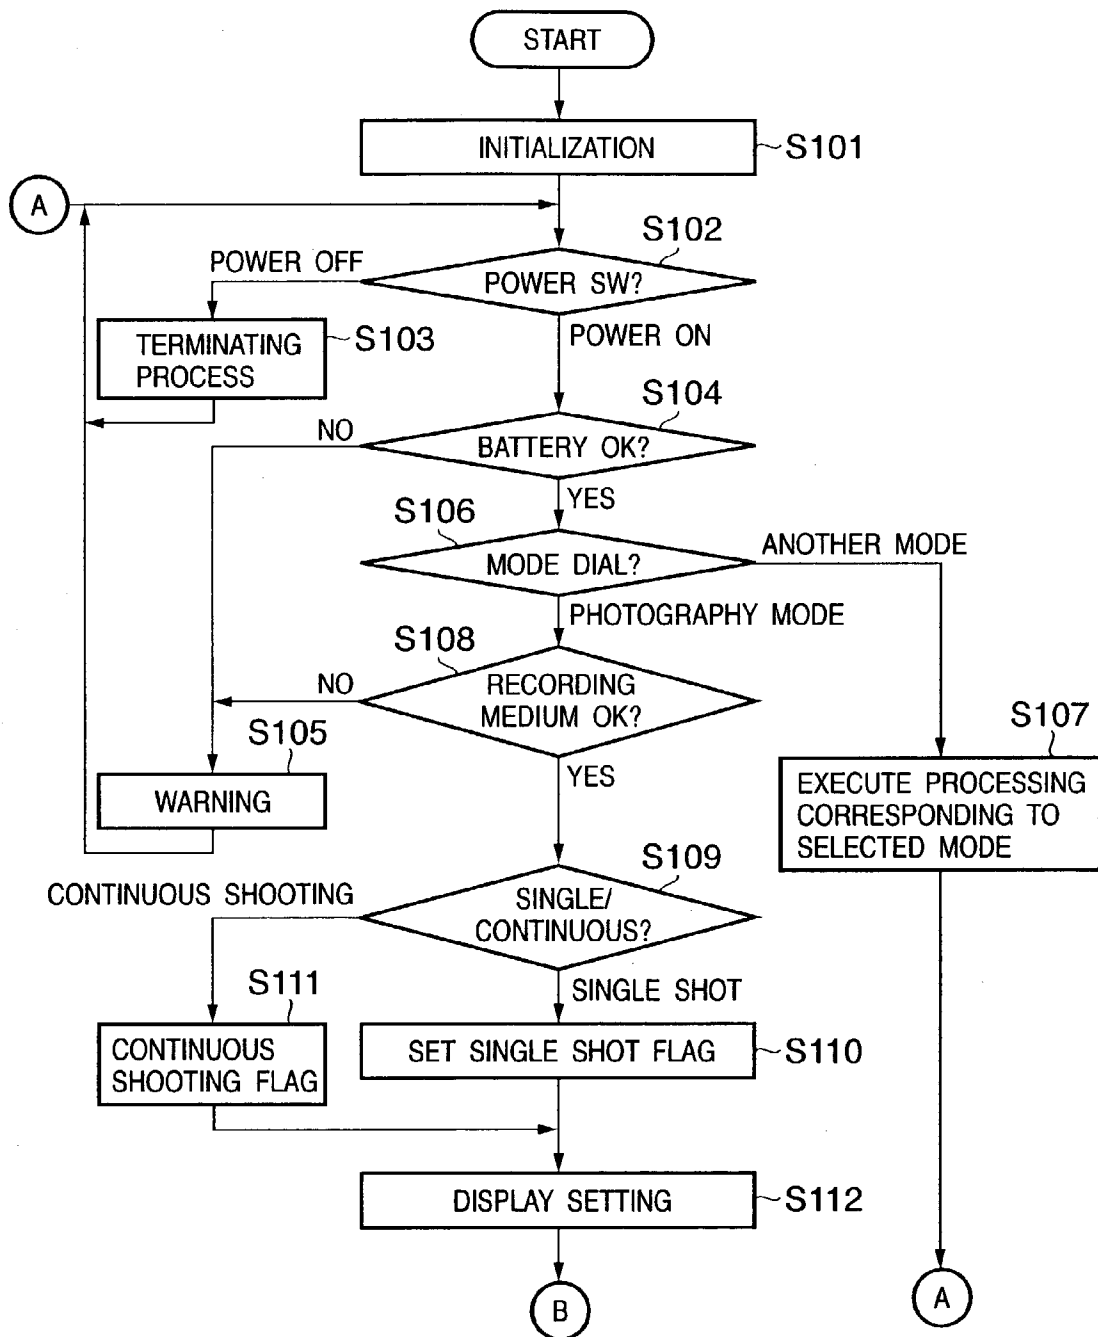 START
INITIALIZATION
S101
A
S102
POWER OFF
POWER SW?
TERMINATING
PROCESS
S103
POWER ON
S104
NO
BATTERY OK?
YES
S106
MODE DIAL?
ANOTHER MODE
PHOTOGRAPHY MODE
S108
NO
RECORDING
MEDIUM OK?
S105
YES
S107
WARNING
EXECUTE PROCESSING
CORRESPONDING TO
SELECTED MODE
S109
CONTINUOUS SHOOTING
SINGLE/
CONTINUOUS?
S111
SINGLE SHOT
CONTINUOUS
SHOOTING FLAG
SET SINGLE SHOT FLAG
S110
DISPLAY SETTING
S112
B
A